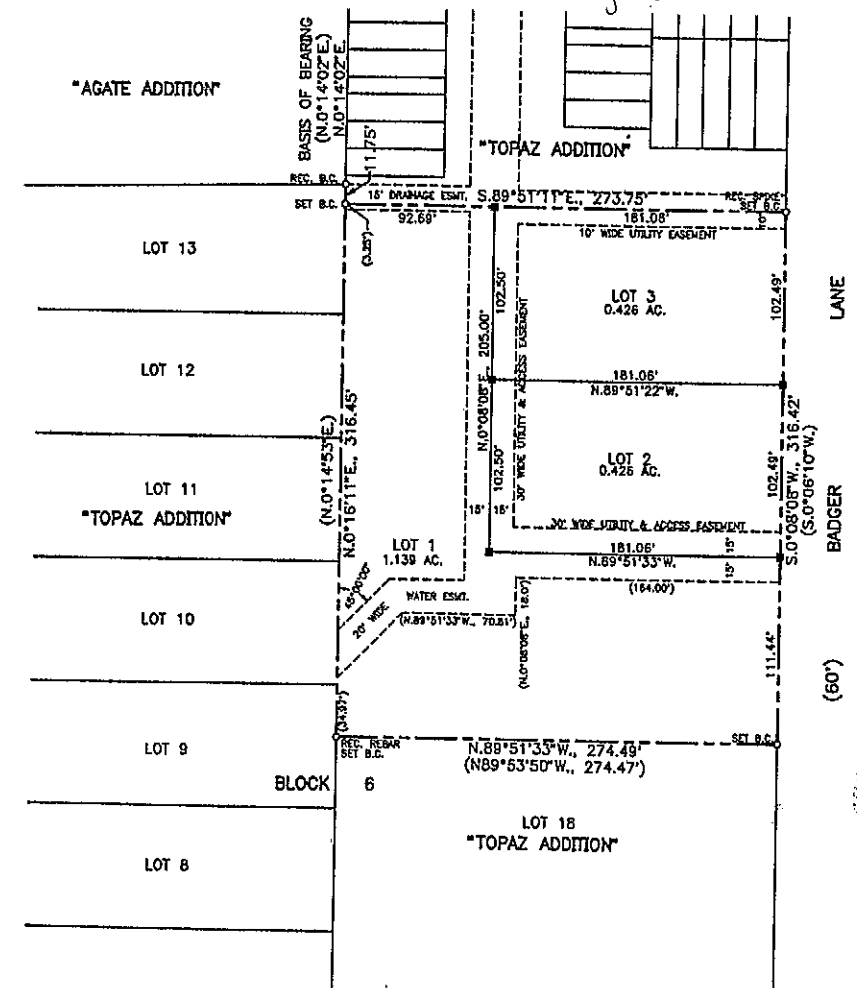 "AGATE ADDITION"
BASIS OF BEARING
(N.0°14'02"E.)
N.0°14'02"E.
11.75'
"TOPAZ ADDITION"
REC. B.C.
SET B.C.
15' DRAINAGE ESMT.
S.89°51'11"E., 273.75'
REC. SPIKE
SET B.C.
92.69'
181.06'
10'
(3.25')
10' WIDE UTILITY EASEMENT
LOT 13
LOT 3
0.426 AC.
102.50'
102.49'
LANE
N.0°08'08"E., 205.00'
30' WIDE UTILITY & ACCESS EASEMENT
LOT 12
181.06'
N.89°51'22"W.
(N.0°14'53"E.)
N.0°16'11"E., 316.45'
S.0°08'08"W., 316.42'
(S.0°06'10"W.)
LOT 2
0.426 AC.
102.50'
102.49'
LOT 11
"TOPAZ ADDITION"
15' 15'
30' WIDE UTILITY & ACCESS EASEMENT
BADGER
LOT 1
1.139 AC.
181.06'
N.89°51'33"W.
15'
15'
45°00'00"
20' WIDE
WATER ESMT.
(164.00')
LOT 10
(N.89°51'33"W., 70.81')
(N.0°08'08"E., 18.0')
111.44'
(60')
(34.97')
LOT 9
REC. REBAR
SET B.C.
N.89°51'33"W., 274.49'
(N89°53'50"W., 274.47')
SET B.C.
BLOCK 6
LOT 18
"TOPAZ ADDITION"
LOT 8